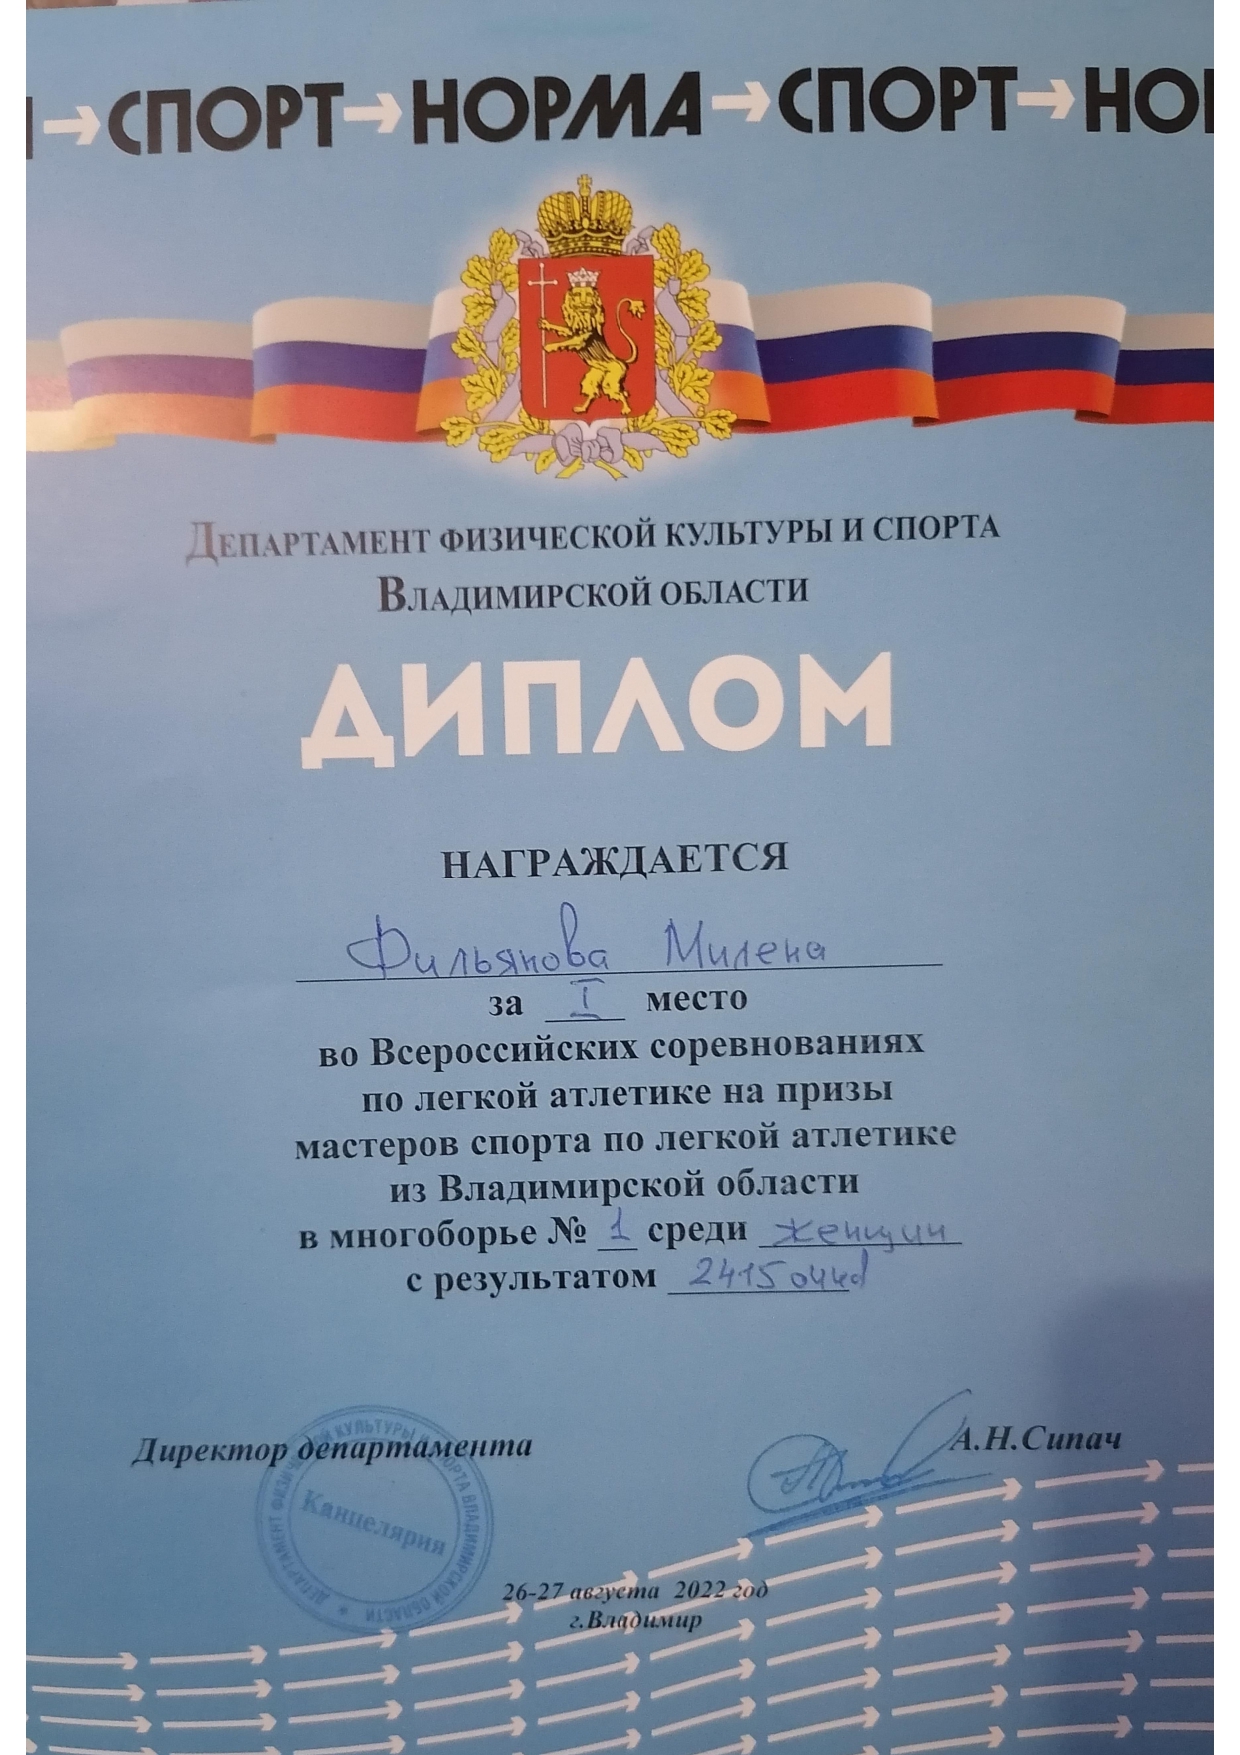 →СПОРТ→НОРМА→СПОРТ→НО
ДЕПАРТАМЕНТ ФИЗИЧЕСКОЙ КУЛЬТУРЫ И СПОРТА
ВЛАДИМИРСКОЙ ОБЛАСТИ
ДИПЛОМ
НАГРАЖДАЕТСЯ
Фильянова Милена
за I место
во Всероссийских соревнованиях
по легкой атлетике на призы
мастеров спорта по легкой атлетике
из Владимирской области
в многоборье № 1 среди женщин
с результатом 2415 очков
Директор департамента А.Н.Сипач
ДЕПАРТАМЕНТ ФИЗИЧЕСКОЙ КУЛЬТУРЫ И СПОРТА ВЛАДИМИРСКОЙ ОБЛАСТИ
Канцелярия
26-27 августа 2022 год
г.Владимир